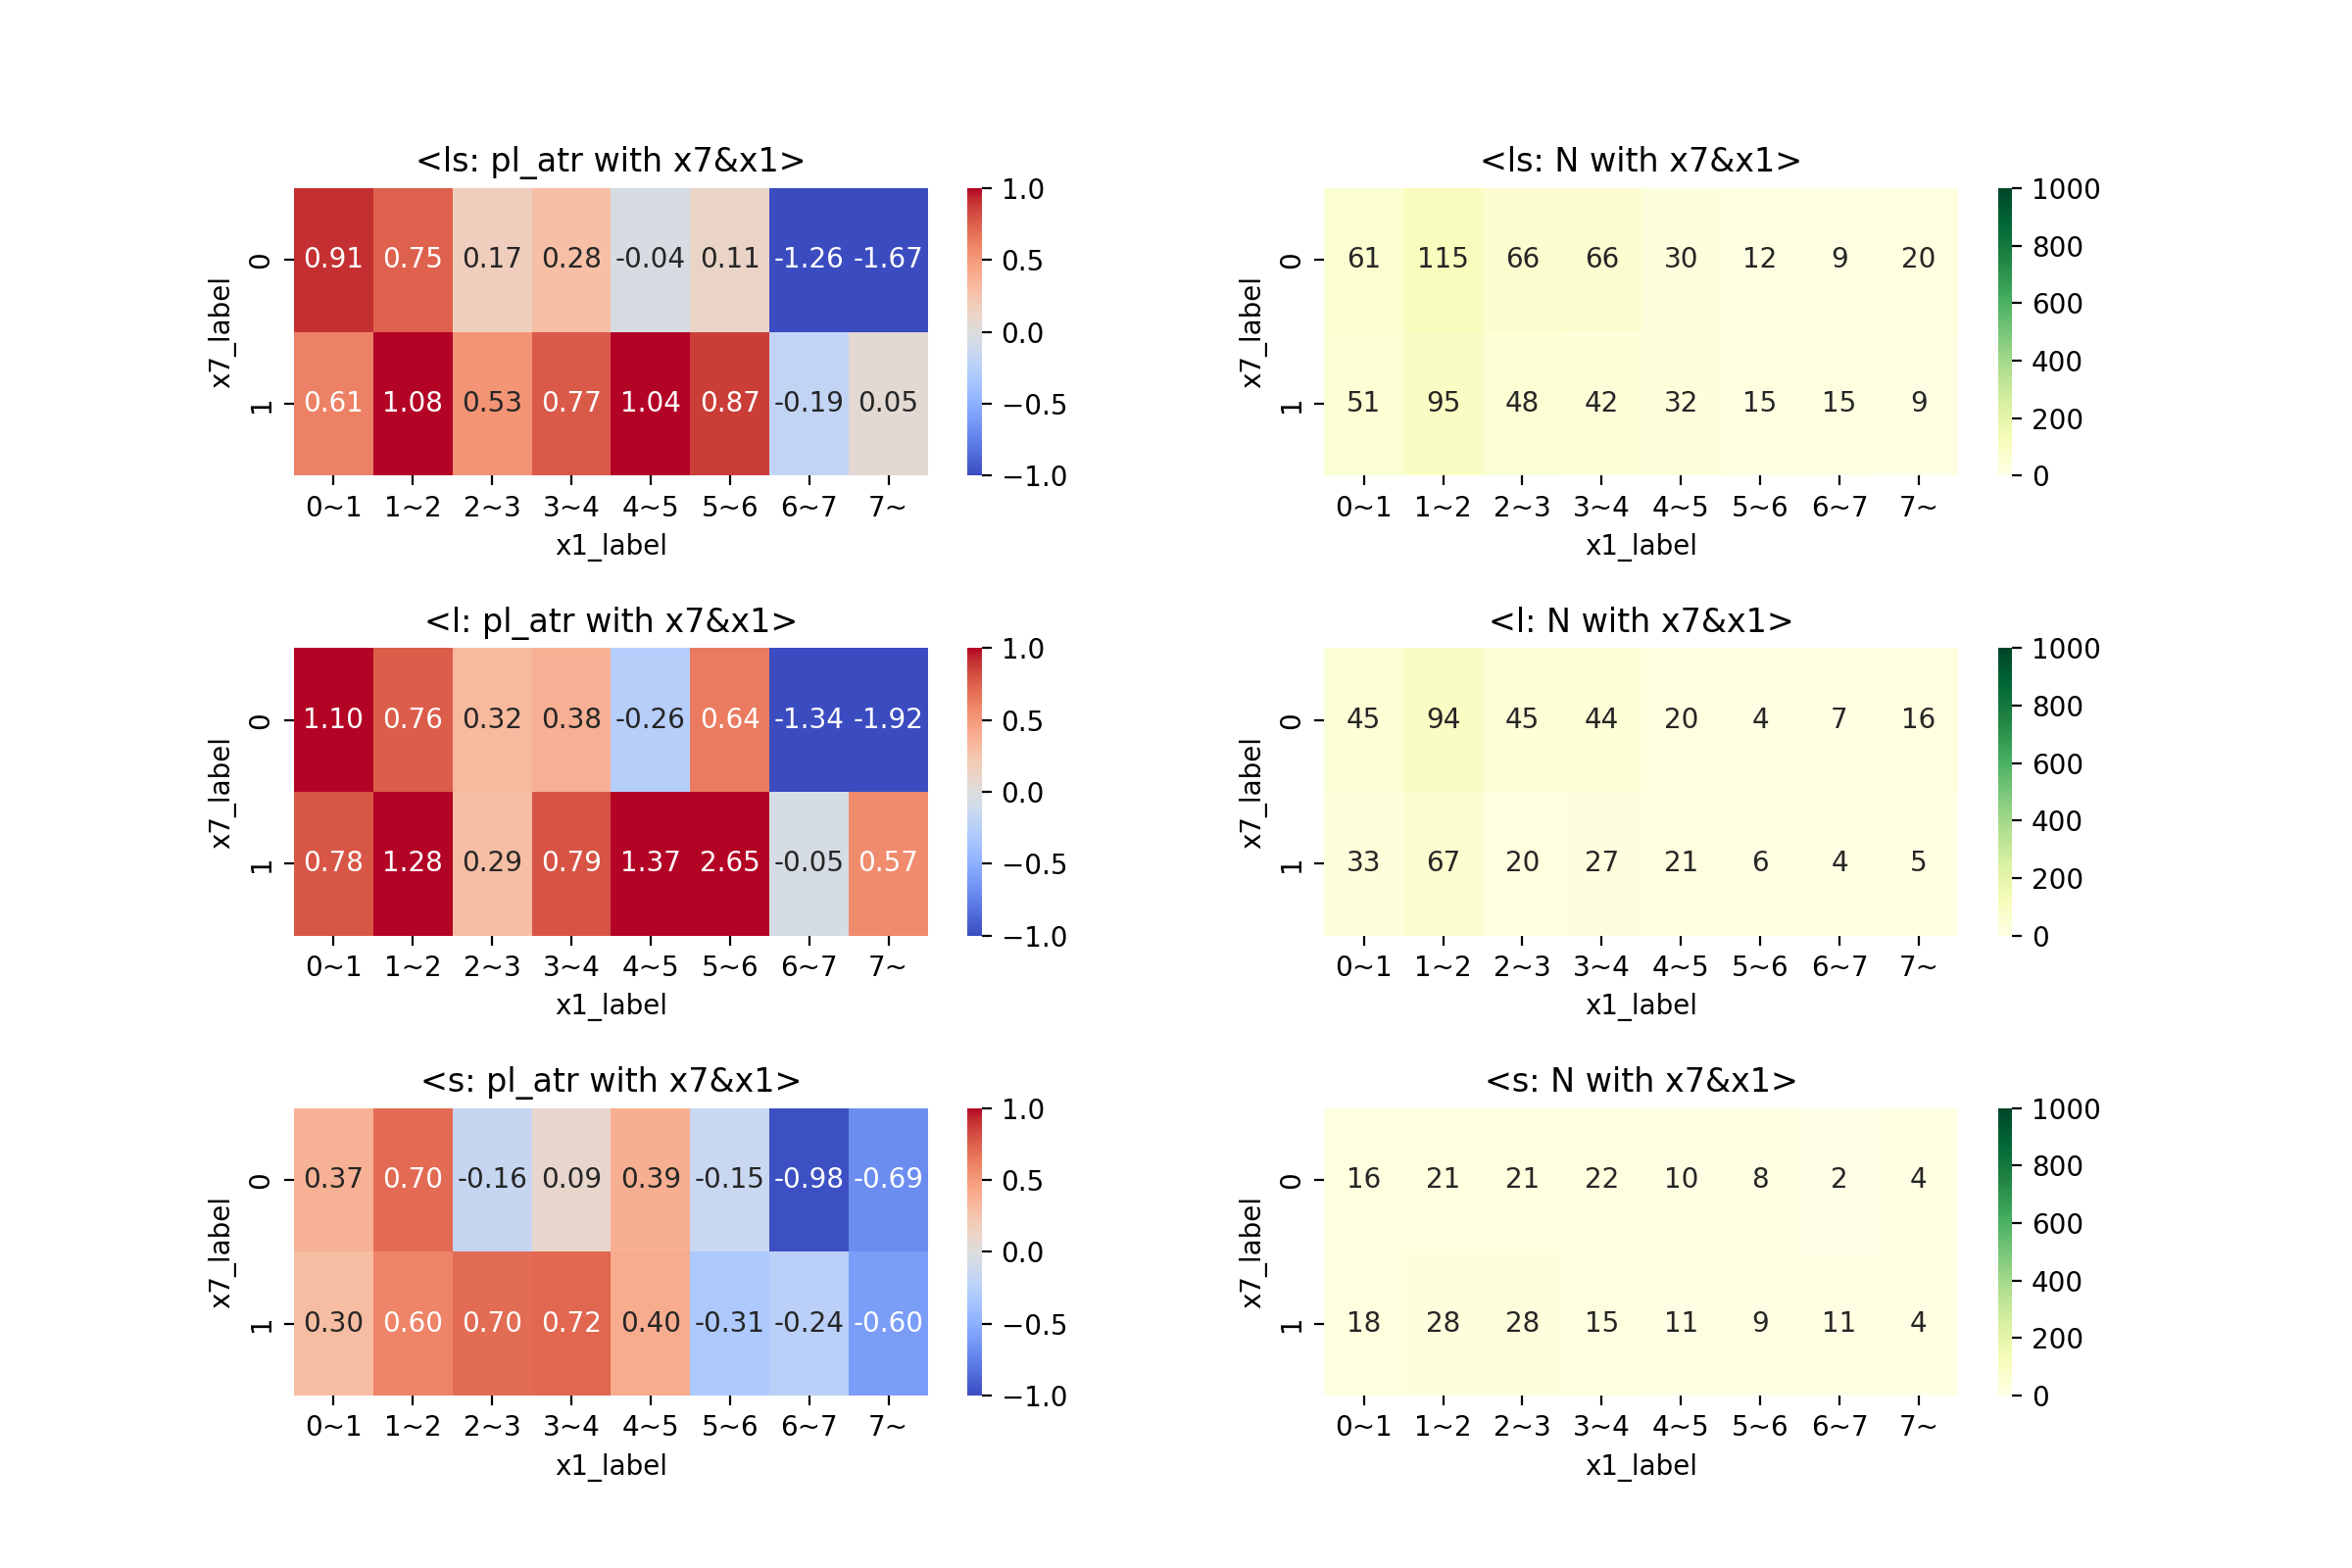 <ls: pl_atr with x7&x1>
x7_label
0
1
0.91 0.75 0.17 0.28 -0.04 0.11 -1.26 -1.67
0.61 1.08 0.53 0.77 1.04 0.87 -0.19 0.05
0~1 1~2 2~3 3~4 4~5 5~6 6~7 7~
x1_label
1.0
0.5
0.0
−0.5
−1.0
<ls: N with x7&x1>
x7_label
0
1
61 115 66 66 30 12 9 20
51 95 48 42 32 15 15 9
0~1 1~2 2~3 3~4 4~5 5~6 6~7 7~
x1_label
1000
800
600
400
200
0
<l: pl_atr with x7&x1>
x7_label
0
1
1.10 0.76 0.32 0.38 -0.26 0.64 -1.34 -1.92
0.78 1.28 0.29 0.79 1.37 2.65 -0.05 0.57
0~1 1~2 2~3 3~4 4~5 5~6 6~7 7~
x1_label
1.0
0.5
0.0
−0.5
−1.0
<l: N with x7&x1>
x7_label
0
1
45 94 45 44 20 4 7 16
33 67 20 27 21 6 4 5
0~1 1~2 2~3 3~4 4~5 5~6 6~7 7~
x1_label
1000
800
600
400
200
0
<s: pl_atr with x7&x1>
x7_label
0
1
0.37 0.70 -0.16 0.09 0.39 -0.15 -0.98 -0.69
0.30 0.60 0.70 0.72 0.40 -0.31 -0.24 -0.60
0~1 1~2 2~3 3~4 4~5 5~6 6~7 7~
x1_label
1.0
0.5
0.0
−0.5
−1.0
<s: N with x7&x1>
x7_label
0
1
16 21 21 22 10 8 2 4
18 28 28 15 11 9 11 4
0~1 1~2 2~3 3~4 4~5 5~6 6~7 7~
x1_label
1000
800
600
400
200
0